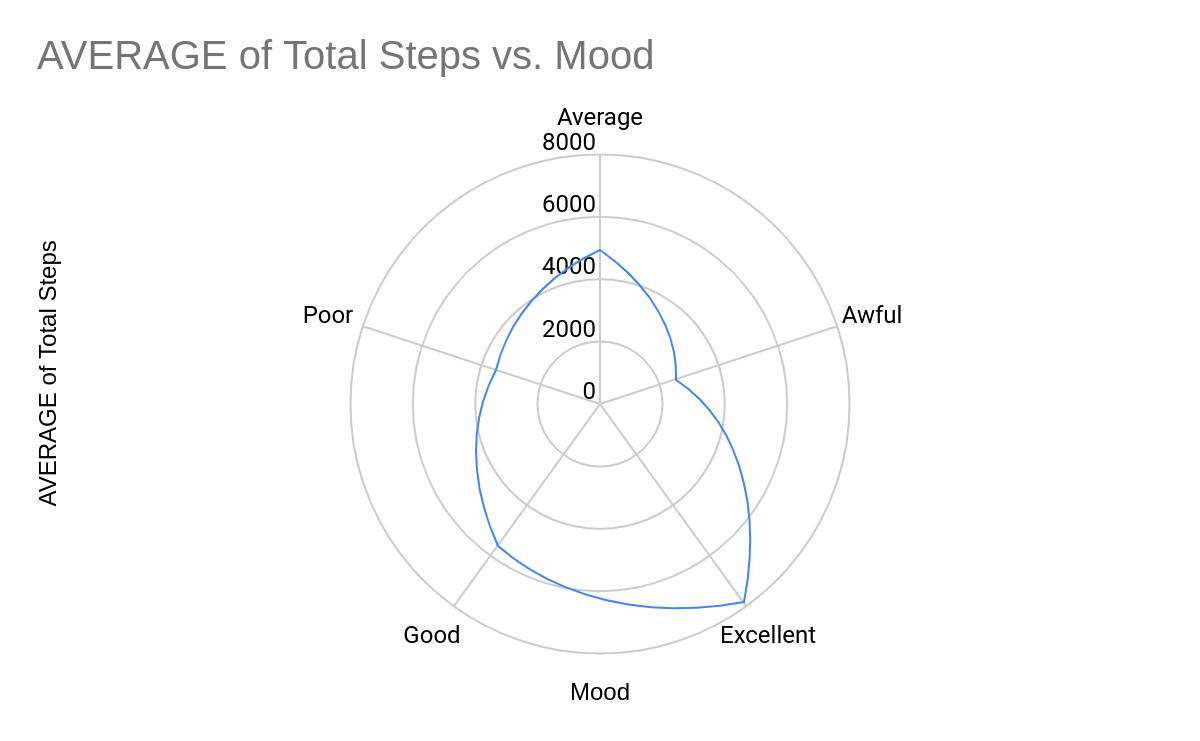 AVERAGE of Total Steps vs. Mood
Average
8000
6000
4000
2000
0
Poor
Awful
AVERAGE of Total Steps
Good
Excellent
Mood